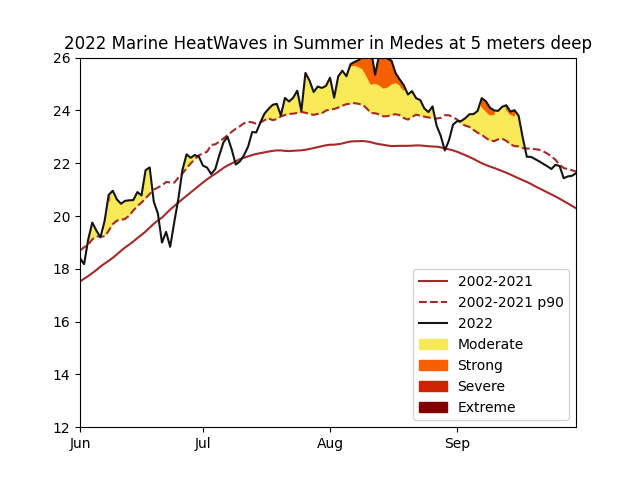 2022 Marine HeatWaves in Summer in Medes at 5 meters deep
26
24
22
20
18
16
14
12
Jun
Jul
Aug
Sep
2002-2021
2002-2021 p90
2022
Moderate
Strong
Severe
Extreme